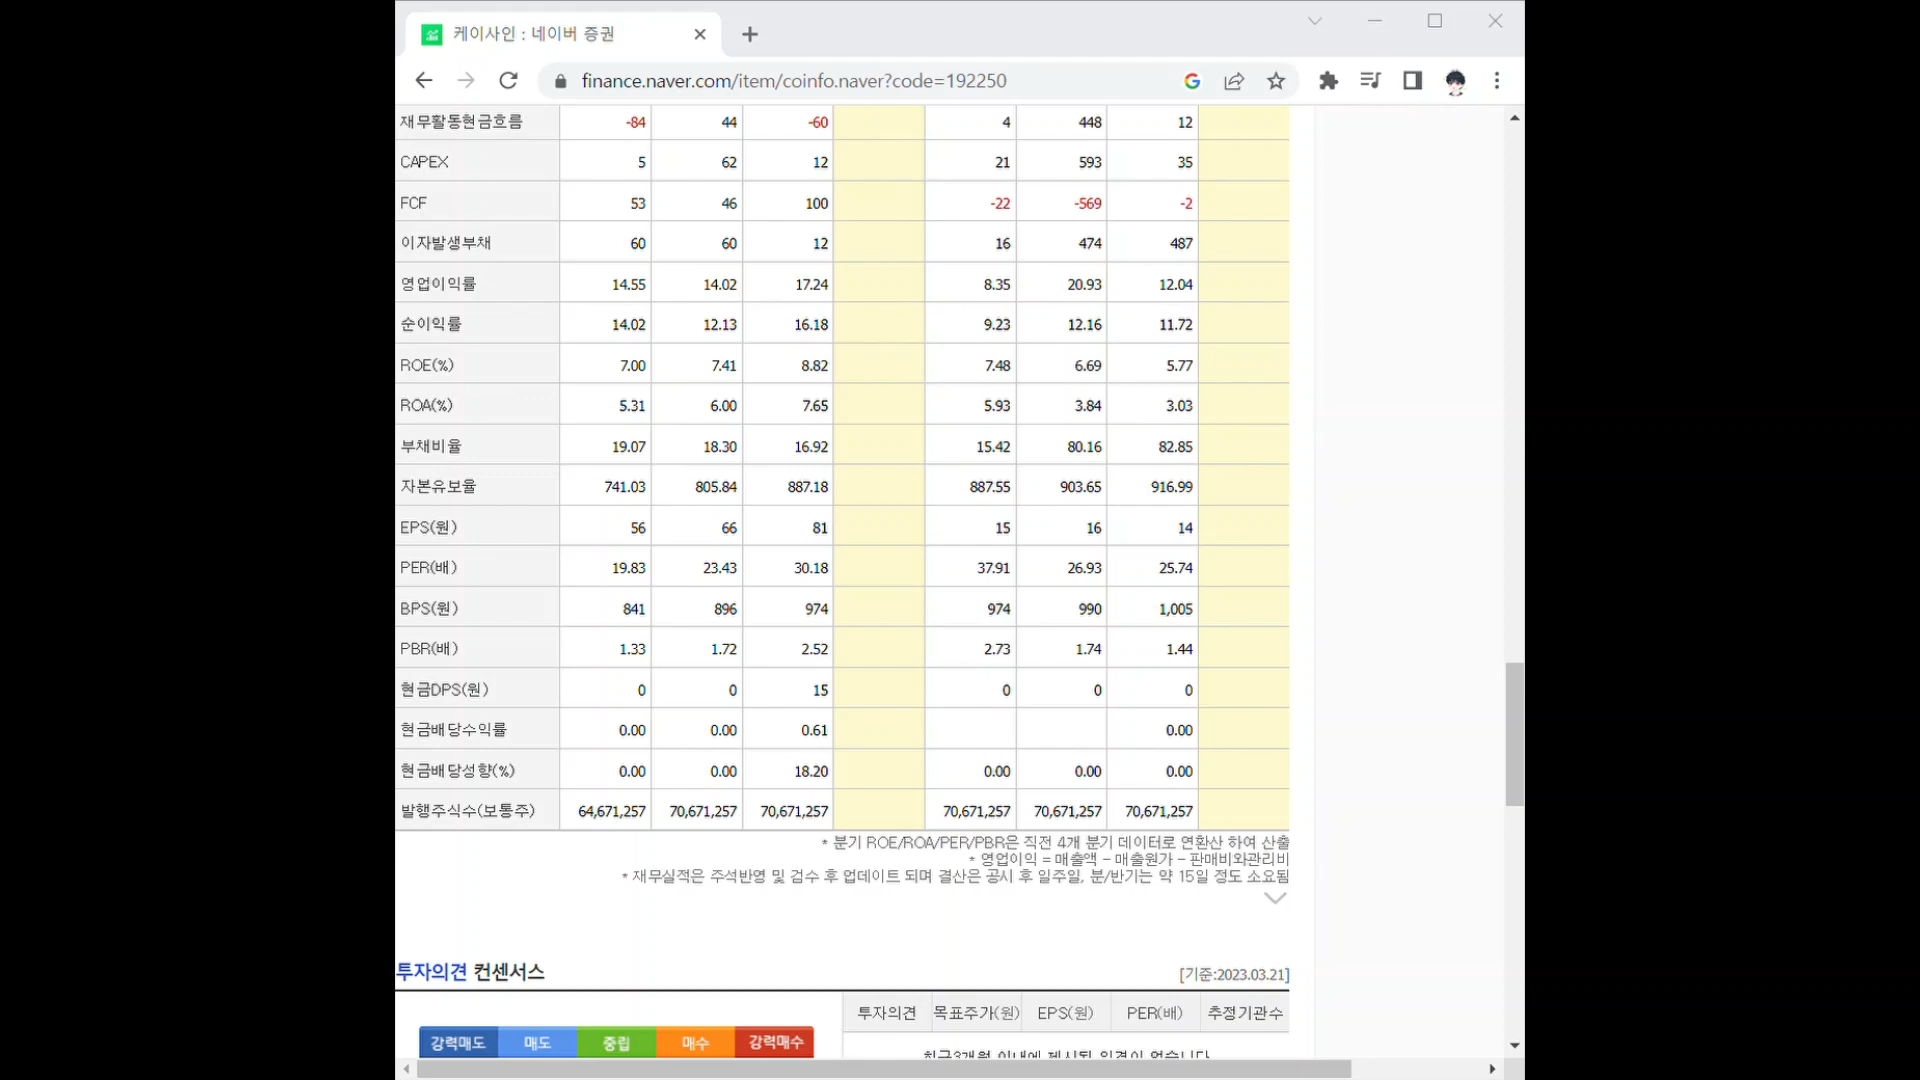 케이사인 : 네이버 증권
finance.naver.com/item/coinfo.naver?code=192250
재무활동현금흐름 -84 44 -60 4 448 12
CAPEX 5 62 12 21 593 35
FCF 53 46 100 -22 -569 -2
이자발생부채 60 60 12 16 474 487
영업이익률 14.55 14.02 17.24 8.35 20.93 12.04
순이익률 14.02 12.13 16.18 9.23 12.16 11.72
ROE(%) 7.00 7.41 8.82 7.48 6.69 5.77
ROA(%) 5.31 6.00 7.65 5.93 3.84 3.03
부채비율 19.07 18.30 16.92 15.42 80.16 82.85
자본유보율 741.03 805.84 887.18 887.55 903.65 916.99
EPS(원) 56 66 81 15 16 14
PER(배) 19.83 23.43 30.18 37.91 26.93 25.74
BPS(원) 841 896 974 974 990 1,005
PBR(배) 1.33 1.72 2.52 2.73 1.74 1.44
현금DPS(원) 0 0 15 0 0 0
현금배당수익률 0.00 0.00 0.61 0.00
현금배당성향(%) 0.00 0.00 18.20 0.00 0.00 0.00
발행주식수(보통주) 64,671,257 70,671,257 70,671,257 70,671,257 70,671,257 70,671,257
* 분기 ROE/ROA/PER/PBR은 직전 4개 분기 데이터로 연환산 하여 산출
* 영업이익 = 매출액 - 매출원가 - 판매비와관리비
* 재무실적은 주석반영 및 검수 후 업데이트 되며 결산은 공시 후 일주일, 분/반기는 약 15일 정도 소요됨
투자의견 컨센서스 [기준:2023.03.21]
투자의견 목표주가(원) EPS(원) PER(배) 추정기관수
강력매도 매도 중립 매수 강력매수
최근3개월 이내에 제시된 의견이 없습니다